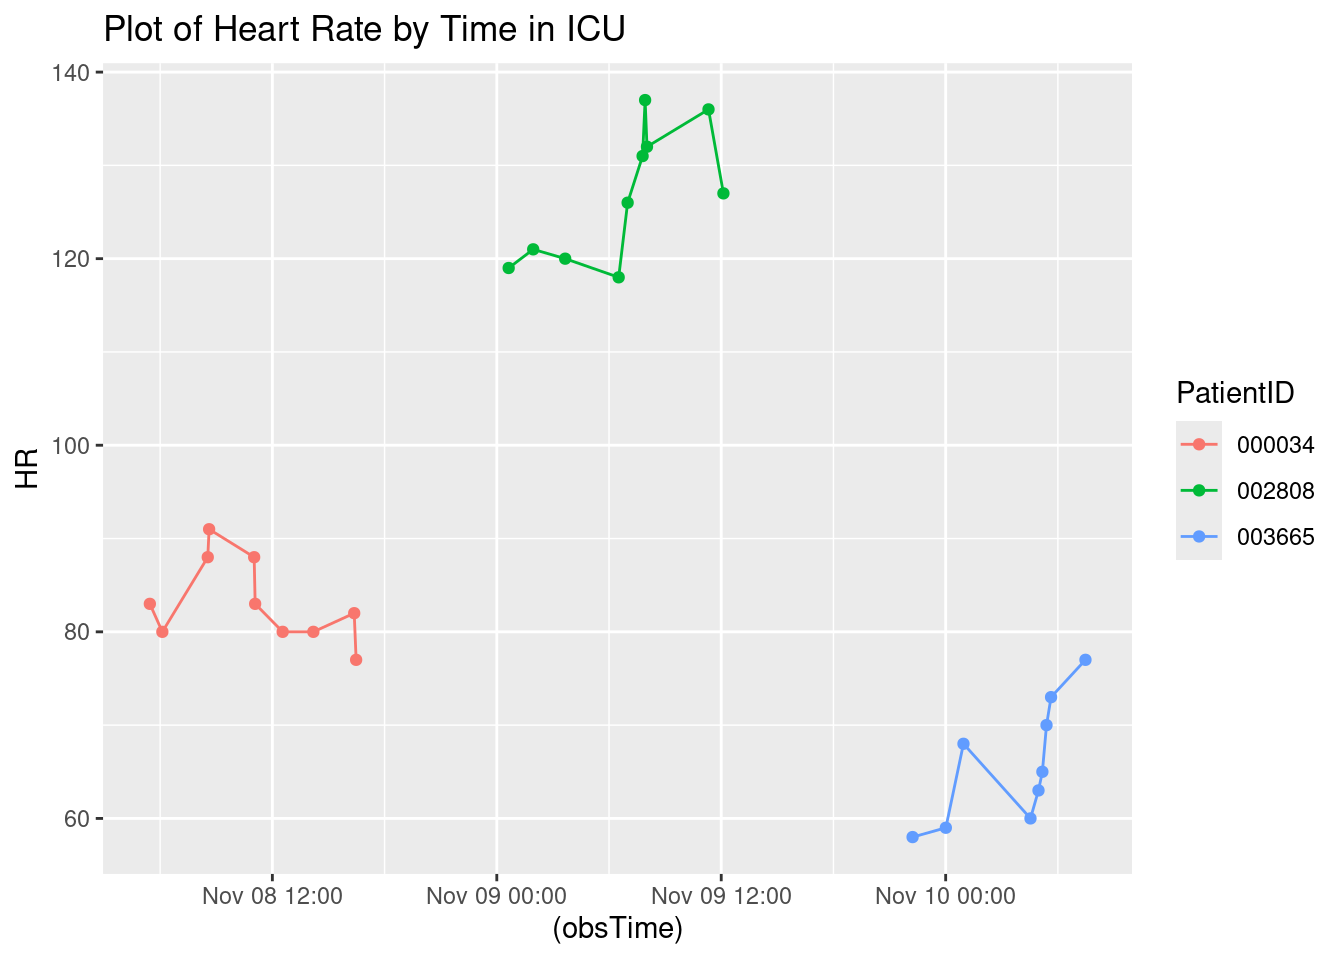 Plot of Heart Rate by Time in ICU
140
120
100
80
60
HR
Nov 08 12:00
Nov 09 00:00
Nov 09 12:00
Nov 10 00:00
(obsTime)
PatientID
000034
002808
003665